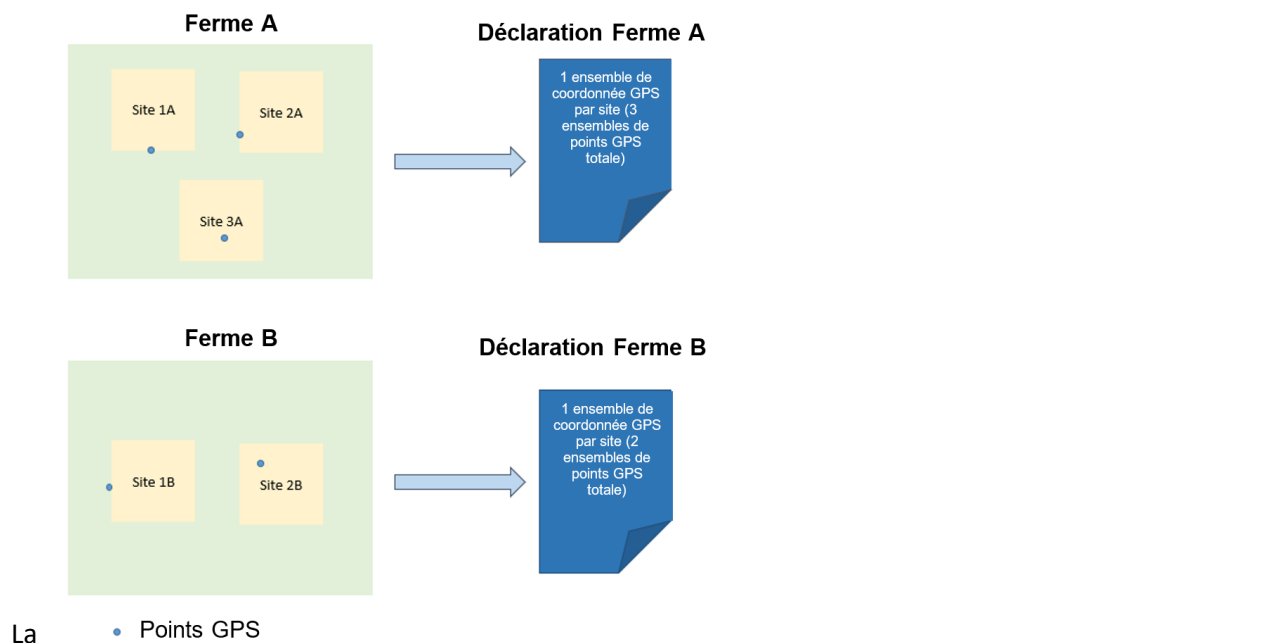 Ferme A
Déclaration Ferme A
Site 1A
Site 2A
Site 3A
1 ensemble de
coordonnée GPS
par site (3
ensembles de
points GPS
totale)
Ferme B
Déclaration Ferme B
Site 1B
Site 2B
1 ensemble de
coordonnée GPS
par site (2
ensembles de
points GPS
totale)
La
Points GPS